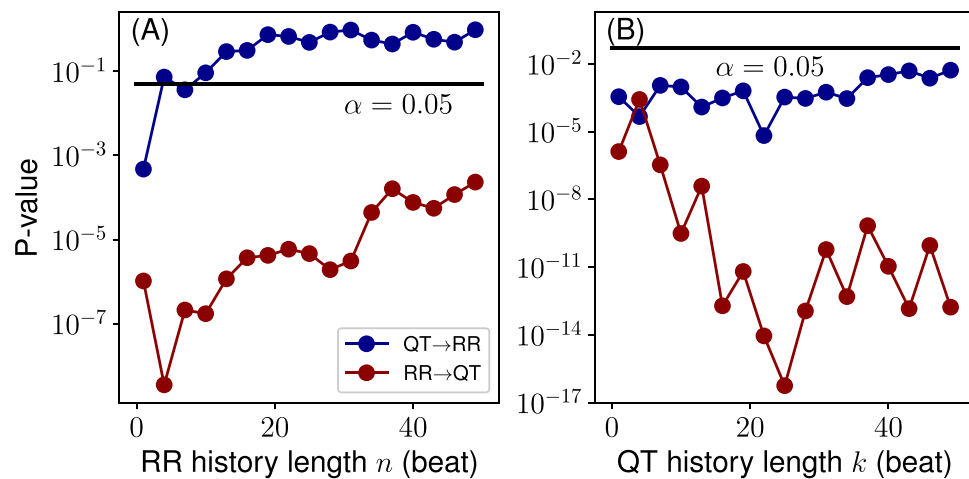 (A)
P-value
10⁻¹
10⁻³
10⁻⁵
10⁻⁷
α = 0.05
QT→RR
RR→QT
0
20
40
RR history length n (beat)
(B)
10⁻²
10⁻⁵
10⁻⁸
10⁻¹¹
10⁻¹⁴
10⁻¹⁷
α = 0.05
0
20
40
QT history length k (beat)